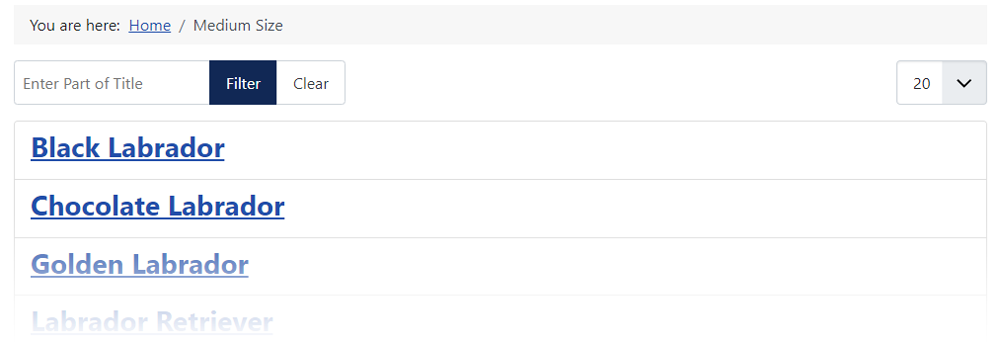 You are here: Home / Medium Size
Enter Part of Title Filter Clear 20
Black Labrador
Chocolate Labrador
Golden Labrador
Labrador Retriever